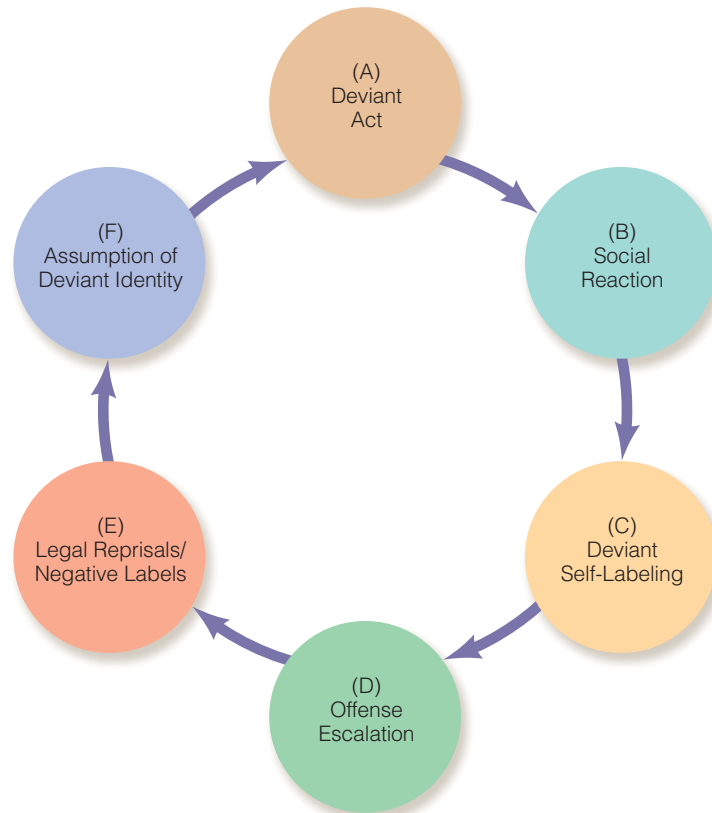 (A)
Deviant
Act
(B)
Social
Reaction
(C)
Deviant
Self-Labeling
(D)
Offense
Escalation
(E)
Legal Reprisals/
Negative Labels
(F)
Assumption of
Deviant Identity